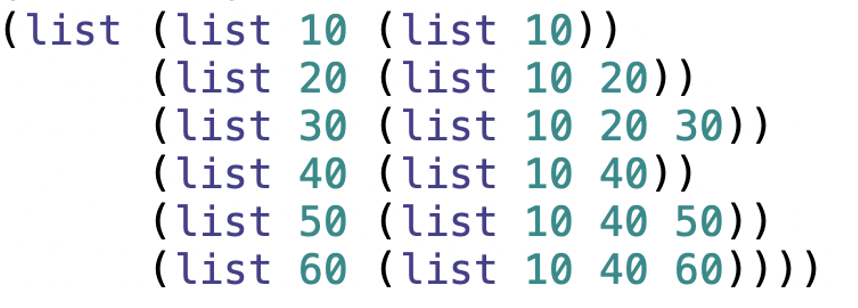 (list (list 10 (list 10))
      (list 20 (list 10 20))
      (list 30 (list 10 20 30))
      (list 40 (list 10 40))
      (list 50 (list 10 40 50))
      (list 60 (list 10 40 60))))